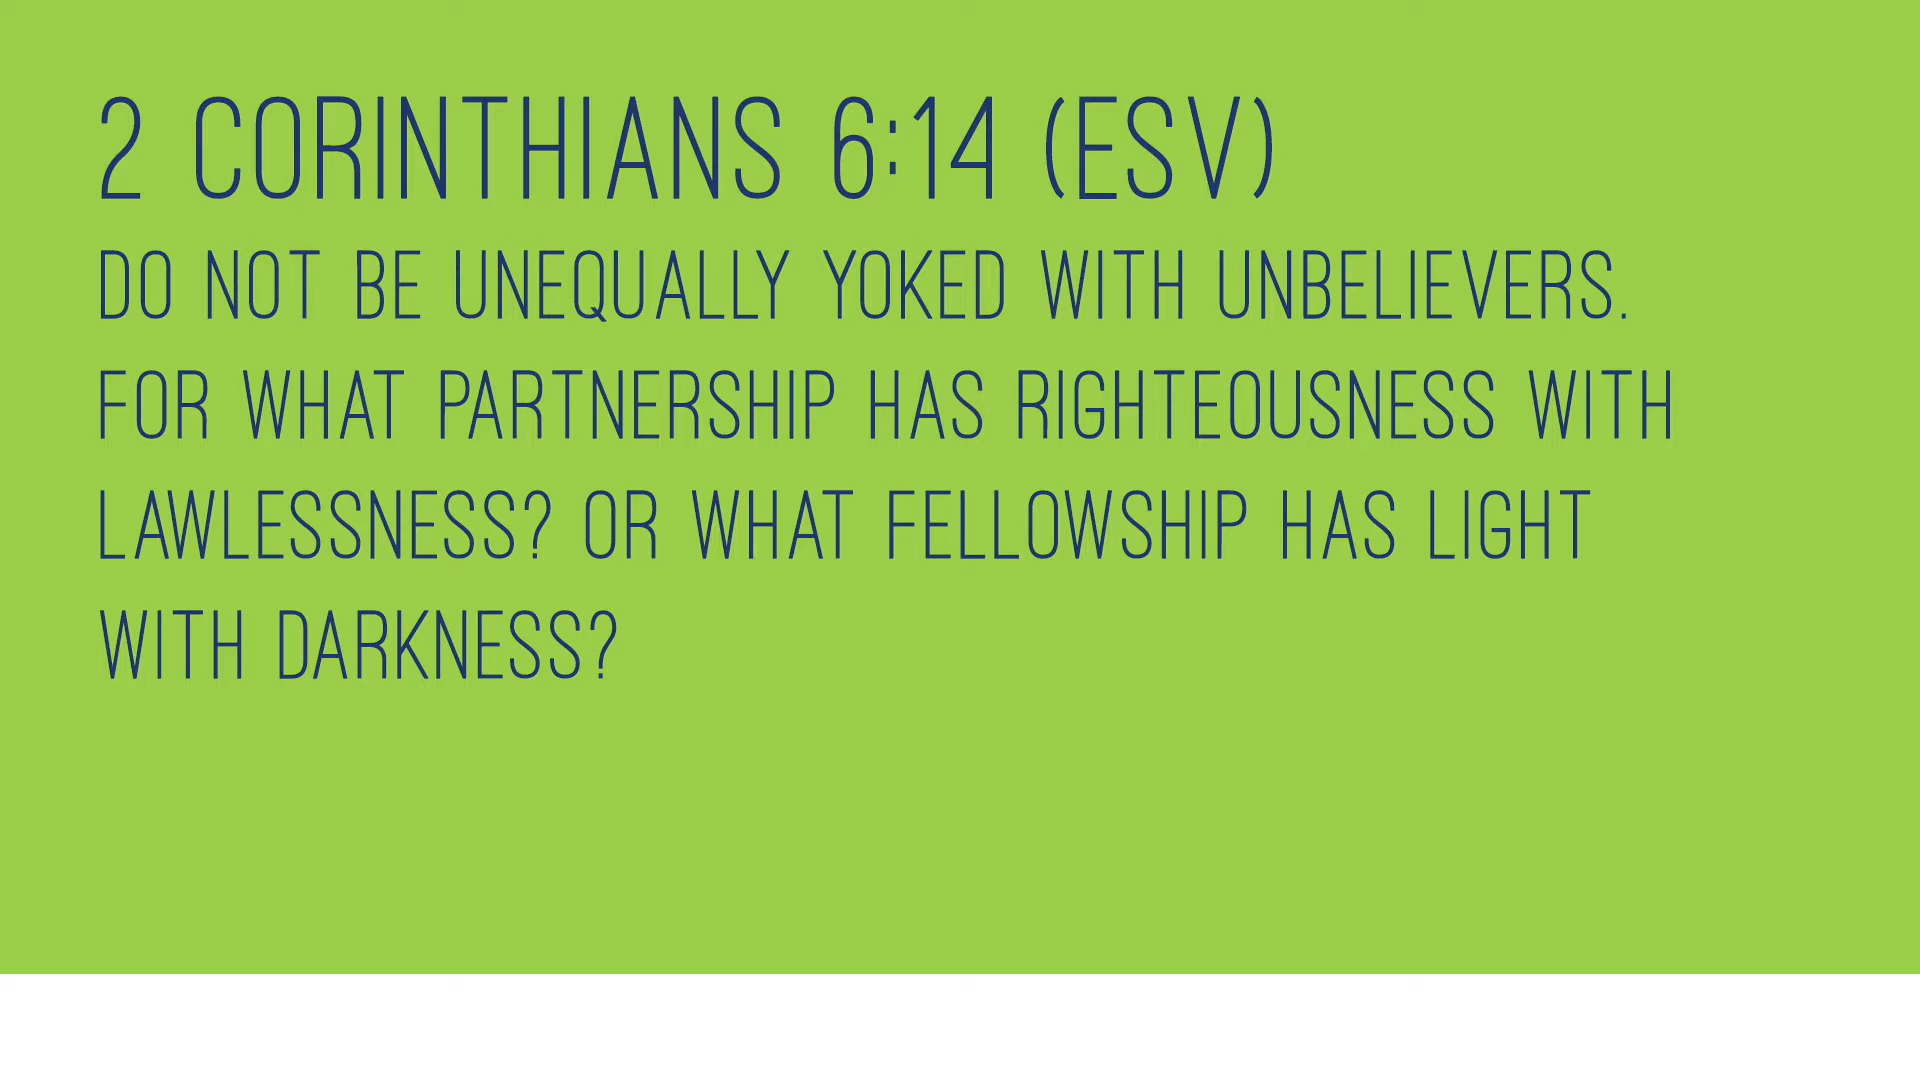 2 CORINTHIANS 6:14 (ESV)
DO NOT BE UNEQUALLY YOKED WITH UNBELIEVERS.
FOR WHAT PARTNERSHIP HAS RIGHTEOUSNESS WITH
LAWLESSNESS? OR WHAT FELLOWSHIP HAS LIGHT
WITH DARKNESS?